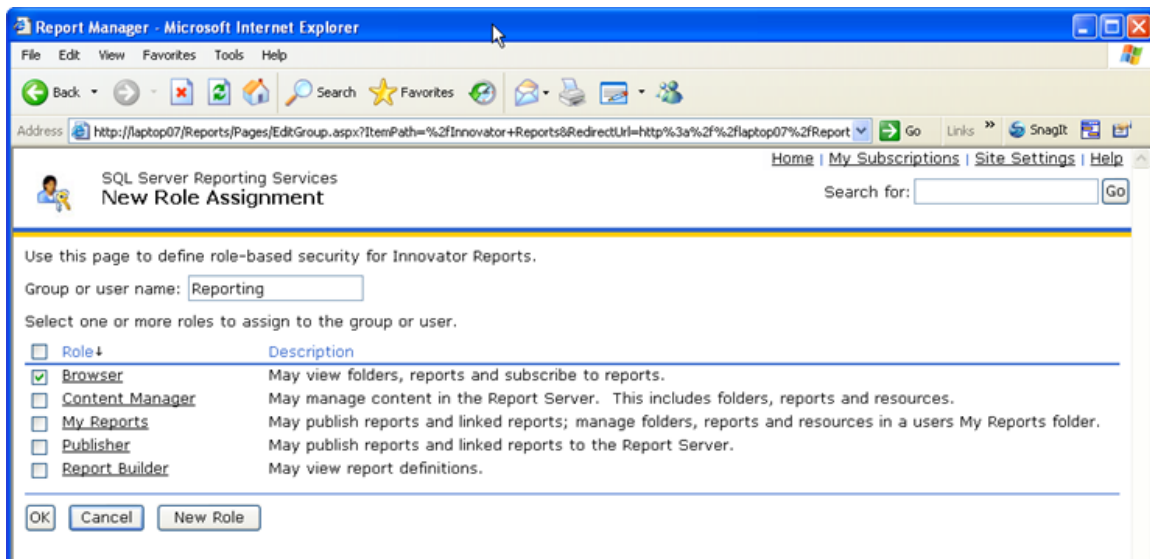 Report Manager - Microsoft Internet Explorer
File Edit View Favorites Tools Help
Back Search Favorites
Address http://laptop07/Reports/Pages/EditGroup.aspx?ItemPath=%2fInnovator+Reports&RedirectUrl=http%3a%2f%2flaptop07%2fReport Go Links » SnagIt
Home | My Subscriptions | Site Settings | Help
SQL Server Reporting Services
New Role Assignment
Search for: Go
Use this page to define role-based security for Innovator Reports.
Group or user name: Reporting
Select one or more roles to assign to the group or user.
Role↓ Description
Browser May view folders, reports and subscribe to reports.
Content Manager May manage content in the Report Server. This includes folders, reports and resources.
My Reports May publish reports and linked reports; manage folders, reports and resources in a users My Reports folder.
Publisher May publish reports and linked reports to the Report Server.
Report Builder May view report definitions.
OK Cancel New Role